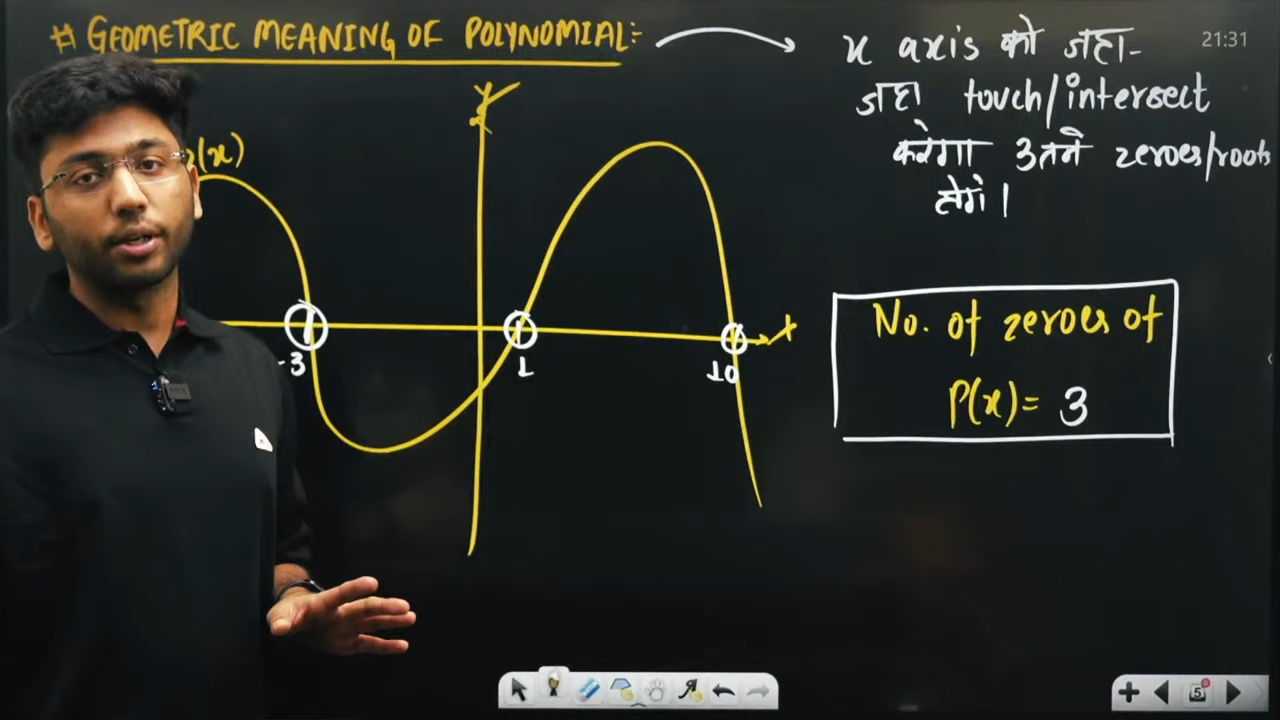 # GEOMETRIC MEANING OF POLYNOMIAL:-
x axis को जहा-
जहा touch/intersect
करेगा उतने zeroes/roots
होगे ।
21:31
Y
(x)
X
-3
1
10
No. of zeroes of
P(x)= 3
5